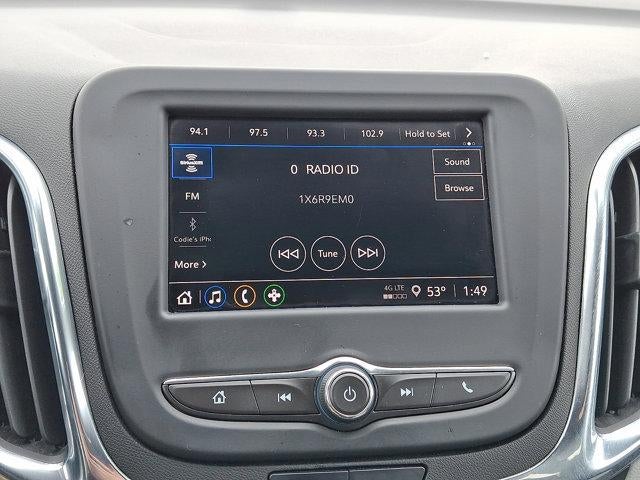 94.1 97.5 93.3 102.9 Hold to Set
SiriusXM
0 RADIO ID
Sound
FM
1X6R9EM0
Browse
Codie's iPh
Tune
More
4G LTE 53° 1:49